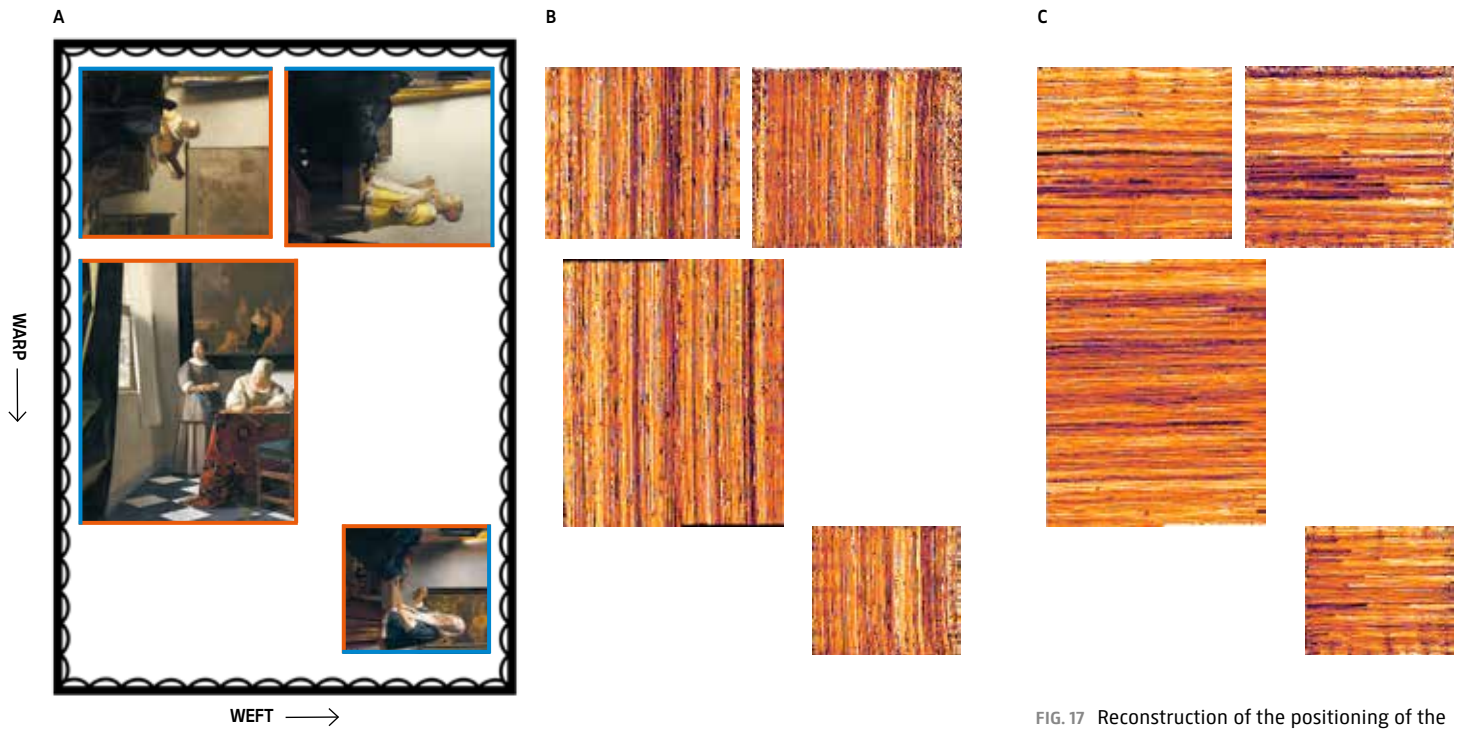 A
B
C
WARP
WEFT
FIG. 17 Reconstruction of the positioning of the